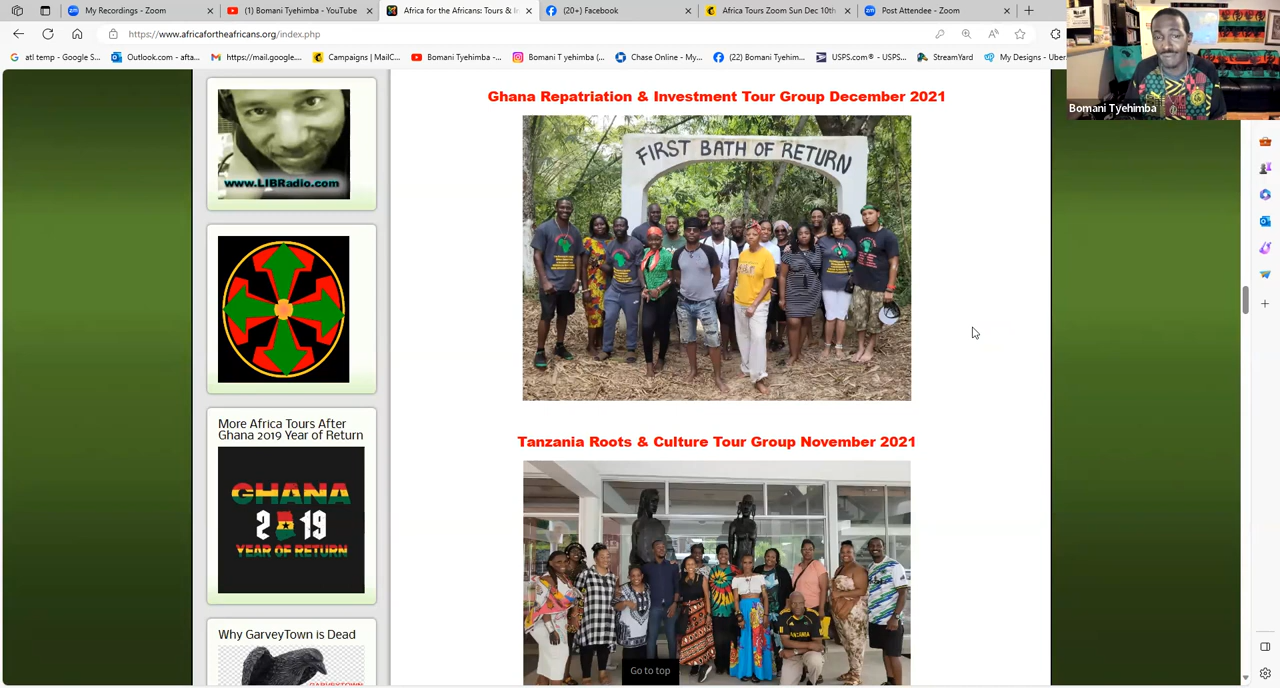 My Recordings - Zoom
(1) Bomani Tyehimba - YouTube
Africa for the Africans: Tours & In
(20+) Facebook
Africa Tours Zoom Sun Dec 10th
Post Attendee - Zoom
https://www.africafortheafricans.org/index.php
atl temp - Google S...
Outlook.com - afta...
https://mail.google...
Campaigns | MailC...
Bomani Tyehimba -...
Bomani T yehimba (...
Chase Online - My...
(22) Bomani Tyehim...
USPS.com® - USPS...
StreamYard
My Designs - Uber
Bomani Tyehimba
www.LIBRadio.com
More Africa Tours After
Ghana 2019 Year of Return
GHANA
2019
YEAR OF RETURN
Why GarveyTown is Dead
GARVEYTOWN
Ghana Repatriation & Investment Tour Group December 2021
FIRST BATH OF RETURN
Tanzania Roots & Culture Tour Group November 2021
TANZANIA
Go to top